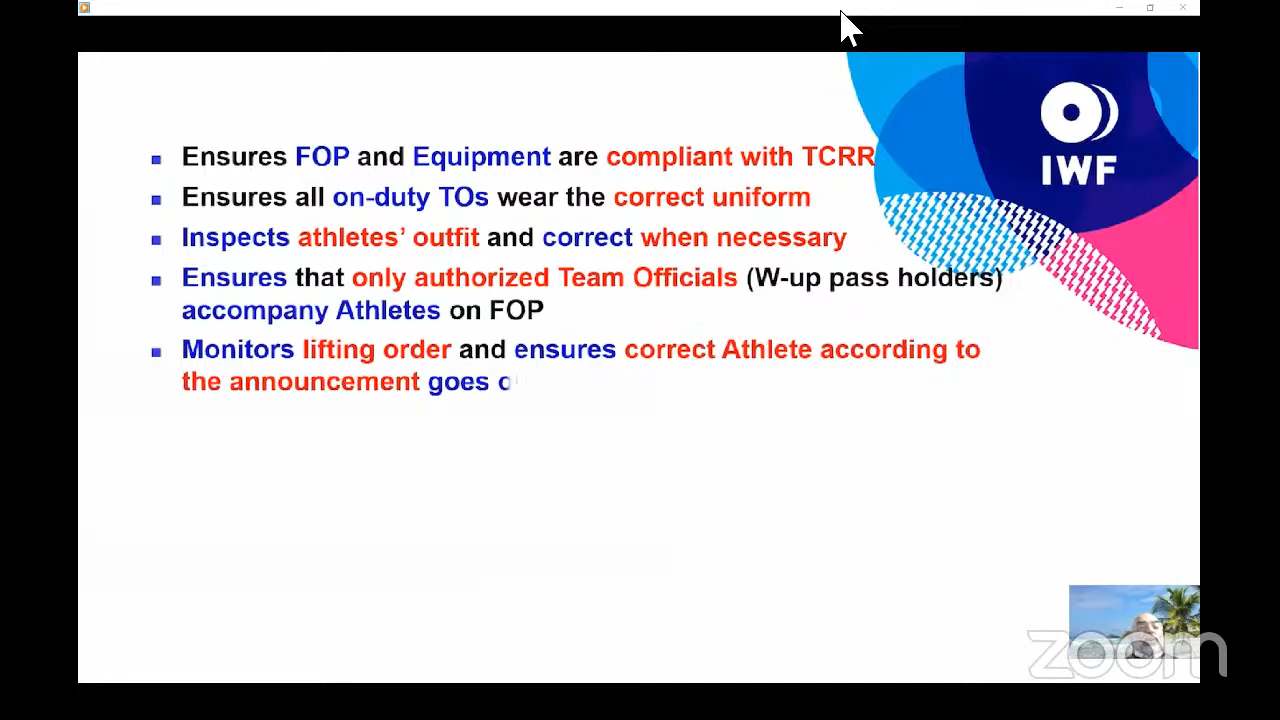 IWF
Ensures FOP and Equipment are compliant with TCRR
Ensures all on-duty TOs wear the correct uniform
Inspects athletes’ outfit and correct when necessary
Ensures that only authorized Team Officials (W-up pass holders)
accompany Athletes on FOP
Monitors lifting order and ensures correct Athlete according to
the announcement goes
zoom